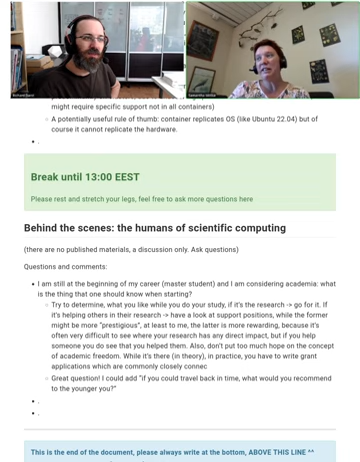 might require specific support not in all containers)
A potentially useful rule of thumb: container replicates OS (like Ubuntu 22.04) but of
course it cannot replicate the hardware.
.
Break until 13:00 EEST
Please rest and stretch your legs, feel free to ask more questions here
Behind the scenes: the humans of scientific computing
(there are no published materials, a discussion only. Ask questions)
Questions and comments:
I am still at the beginning of my career (master student) and I am considering academia: what
is the thing that one should know when starting?
Try to determine, what you like while you do your study, if it's the research -> go for it. If
it's helping others in their research -> have a look at support positions, while the former
might be more "prestigious", at least to me, the latter is more rewarding, because it's
often very difficult to see where your research has any direct impact, but if you help
someone you do see that you helped them. Also, don't put too much hope on the concept
of academic freedom. While it's there (in theory), in practice, you have to write grant
applications which are commonly closely connec
Great question! I could add "if you could travel back in time, what would you recommend
to the younger you?"
.
.
This is the end of the document, please always write at the bottom, ABOVE THIS LINE ^^